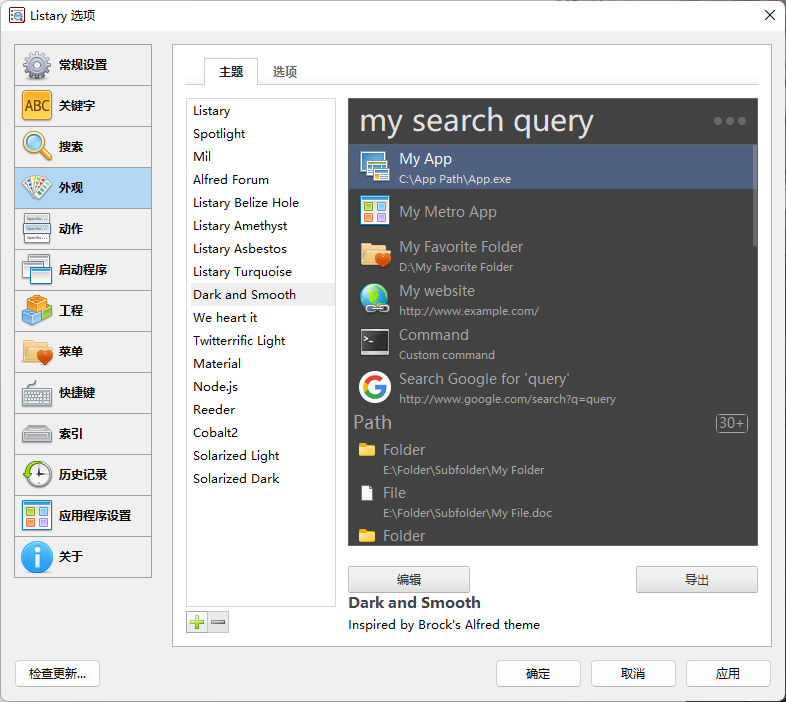 Listary 选项
常规设置
ABC
关键字
搜索
外观
动作
启动程序
工程
菜单
快捷键
索引
历史记录
应用程序设置
关于
主题
选项
Listary
Spotlight
Mil
Alfred Forum
Listary Belize Hole
Listary Amethyst
Listary Asbestos
Listary Turquoise
Dark and Smooth
We heart it
Twitterrific Light
Material
Node.js
Reeder
Cobalt2
Solarized Light
Solarized Dark
my search query
My App
C:\App Path\App.exe
My Metro App
My Favorite Folder
D:\My Favorite Folder
My website
http://www.example.com/
Command
Custom command
Search Google for 'query'
http://www.google.com/search?q=query
Path 30+
Folder
E:\Folder\Subfolder\My Folder
File
E:\Folder\Subfolder\My File.doc
Folder
编辑
导出
Dark and Smooth
Inspired by Brock's Alfred theme
检查更新...
确定
取消
应用